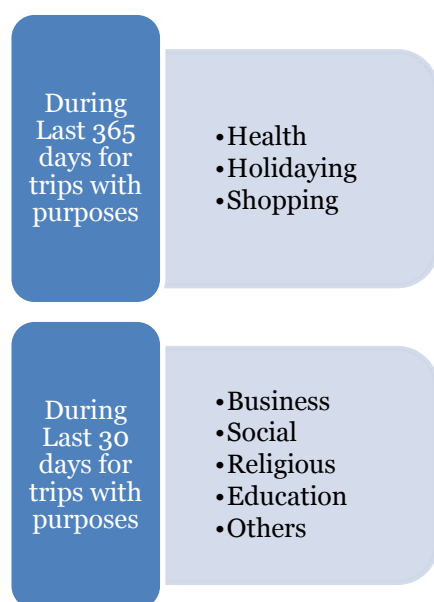 During
Last 365
days for
trips with
purposes
•Health
•Holidaying
•Shopping
During
Last 30
days for
trips with
purposes
•Business
•Social
•Religious
•Education
•Others